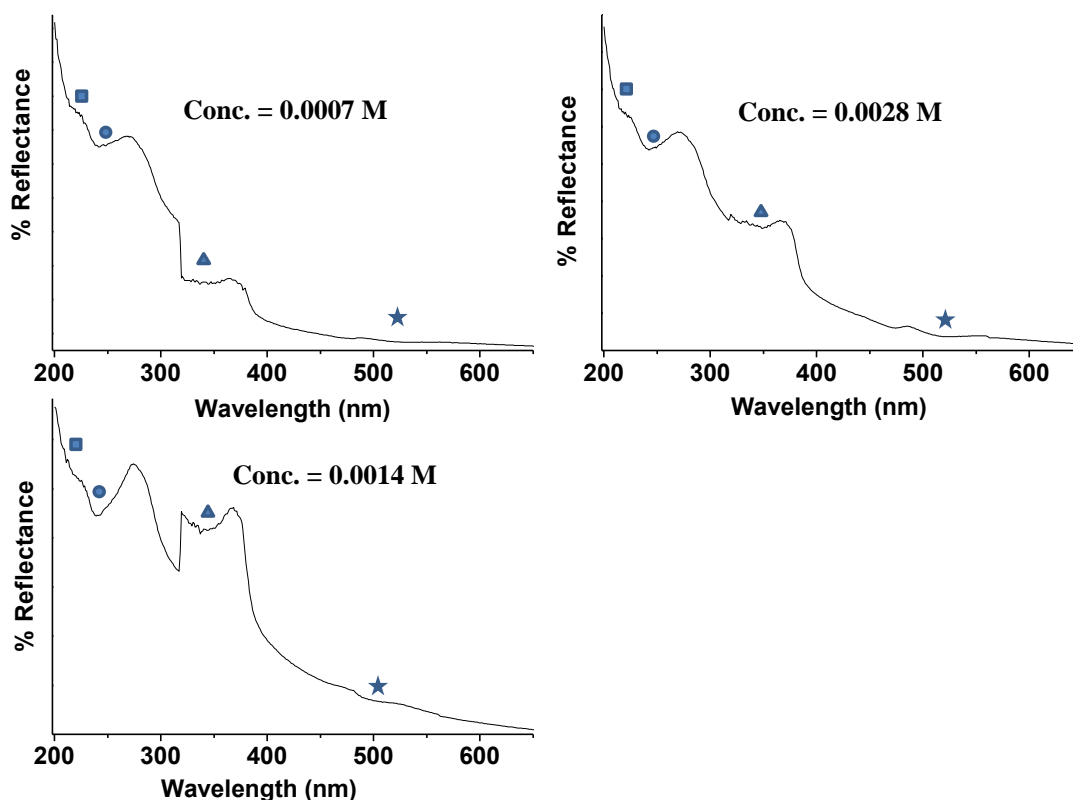 % Reflectance
Conc. = 0.0007 M
200 300 400 500 600
Wavelength (nm)
% Reflectance
Conc. = 0.0028 M
200 300 400 500 600
Wavelength (nm)
% Reflectance
Conc. = 0.0014 M
200 300 400 500 600
Wavelength (nm)